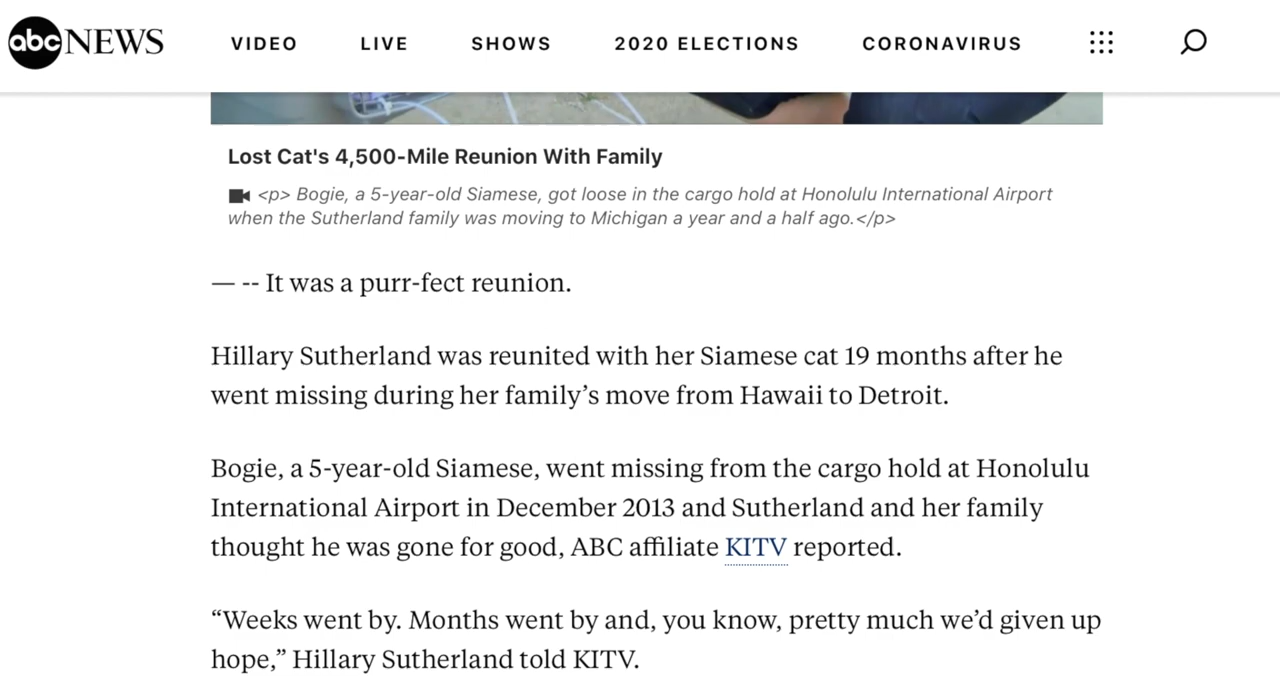 abc NEWS VIDEO LIVE SHOWS 2020 ELECTIONS CORONAVIRUS
Lost Cat's 4,500-Mile Reunion With Family
<p> Bogie, a 5-year-old Siamese, got loose in the cargo hold at Honolulu International Airport
when the Sutherland family was moving to Michigan a year and a half ago.</p>
— -- It was a purr-fect reunion.
Hillary Sutherland was reunited with her Siamese cat 19 months after he
went missing during her family’s move from Hawaii to Detroit.
Bogie, a 5-year-old Siamese, went missing from the cargo hold at Honolulu
International Airport in December 2013 and Sutherland and her family
thought he was gone for good, ABC affiliate KITV reported.
“Weeks went by. Months went by and, you know, pretty much we’d given up
hope,” Hillary Sutherland told KITV.